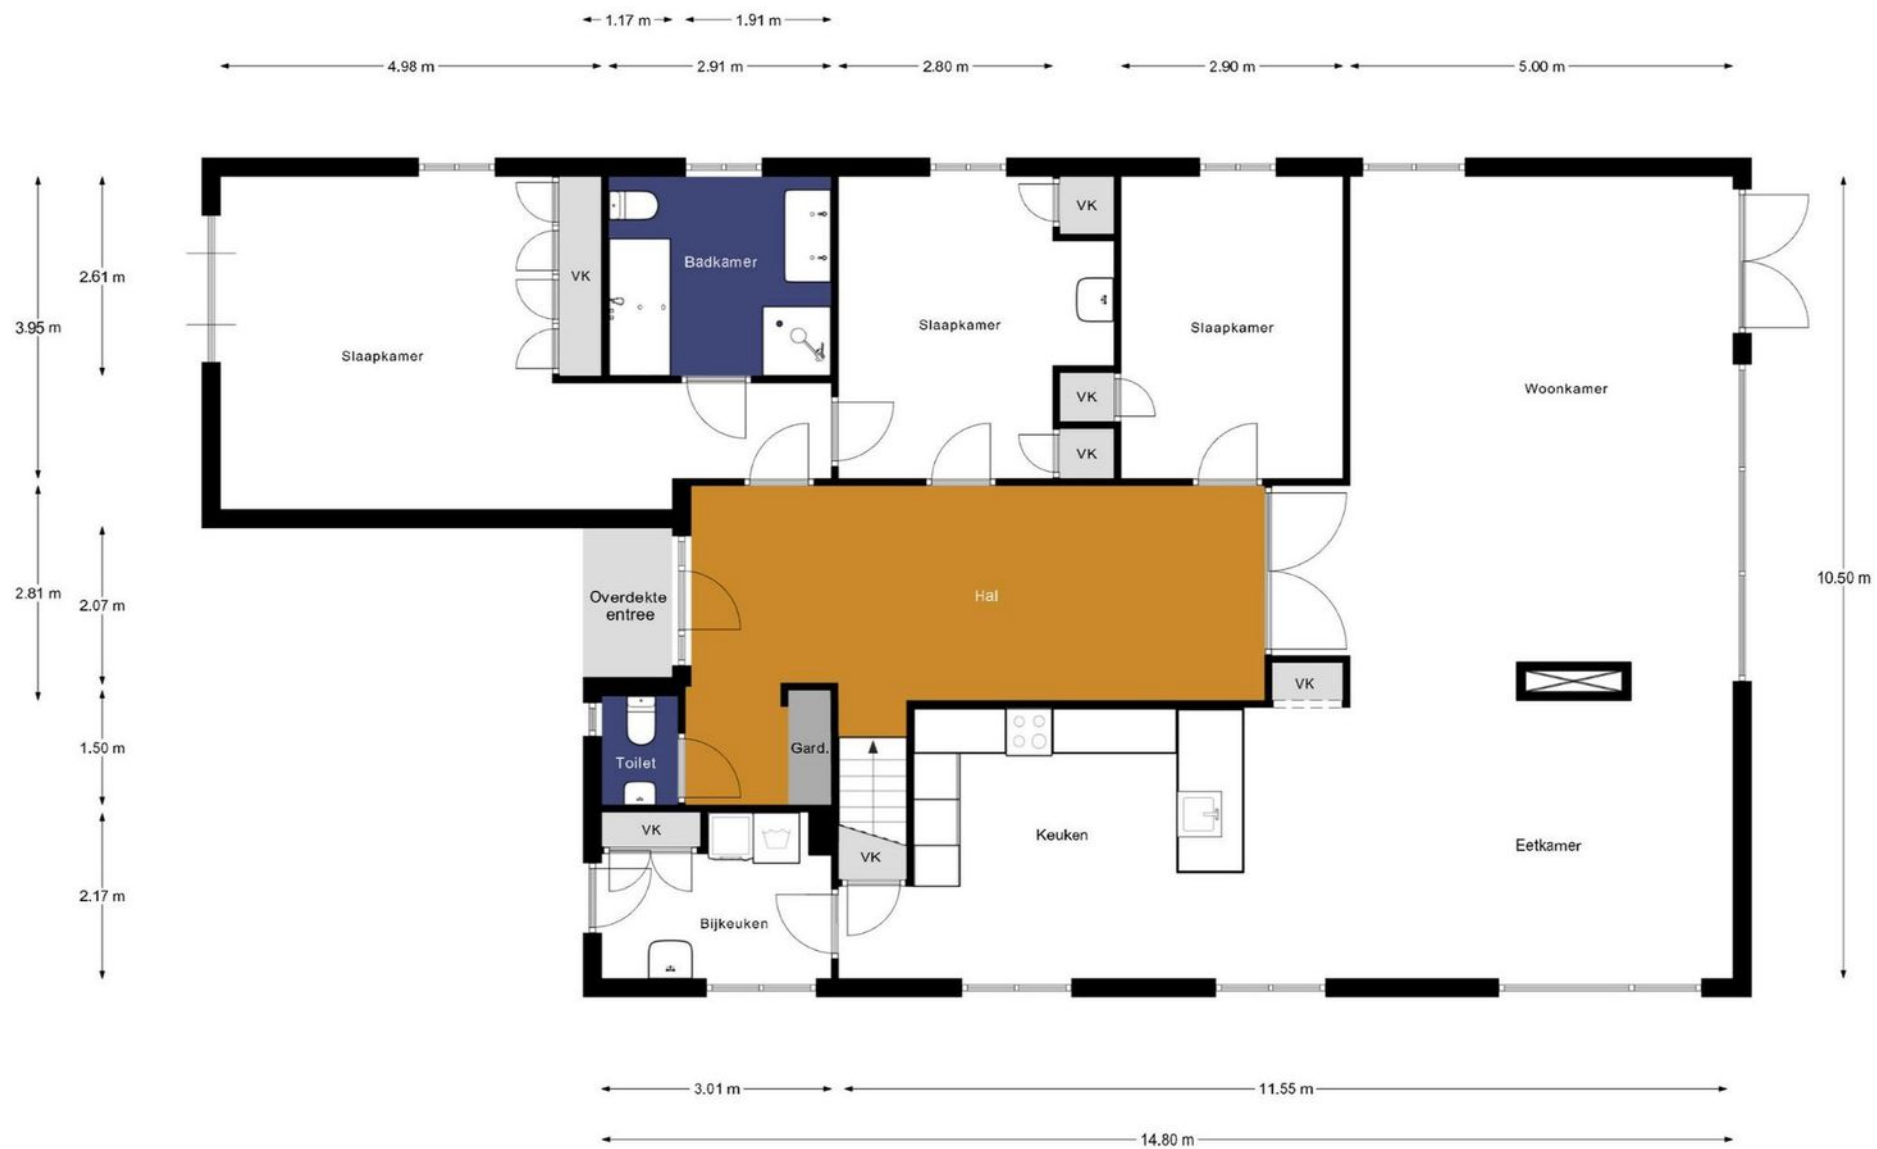 1.17 m
1.91 m
4.98 m
2.91 m
2.80 m
2.90 m
5.00 m
VK
2.61 m
Badkamer
VK
3.95 m
Slaapkamer
Slaapkamer
Slaapkamer
Woonkamer
VK
VK
10.50 m
2.81 m
2.07 m
Overdekte
entree
Hal
VK
1.50 m
Toilet
Gard.
VK
Keuken
Eetkamer
VK
2.17 m
Bijkeuken
3.01 m
11.55 m
14.80 m